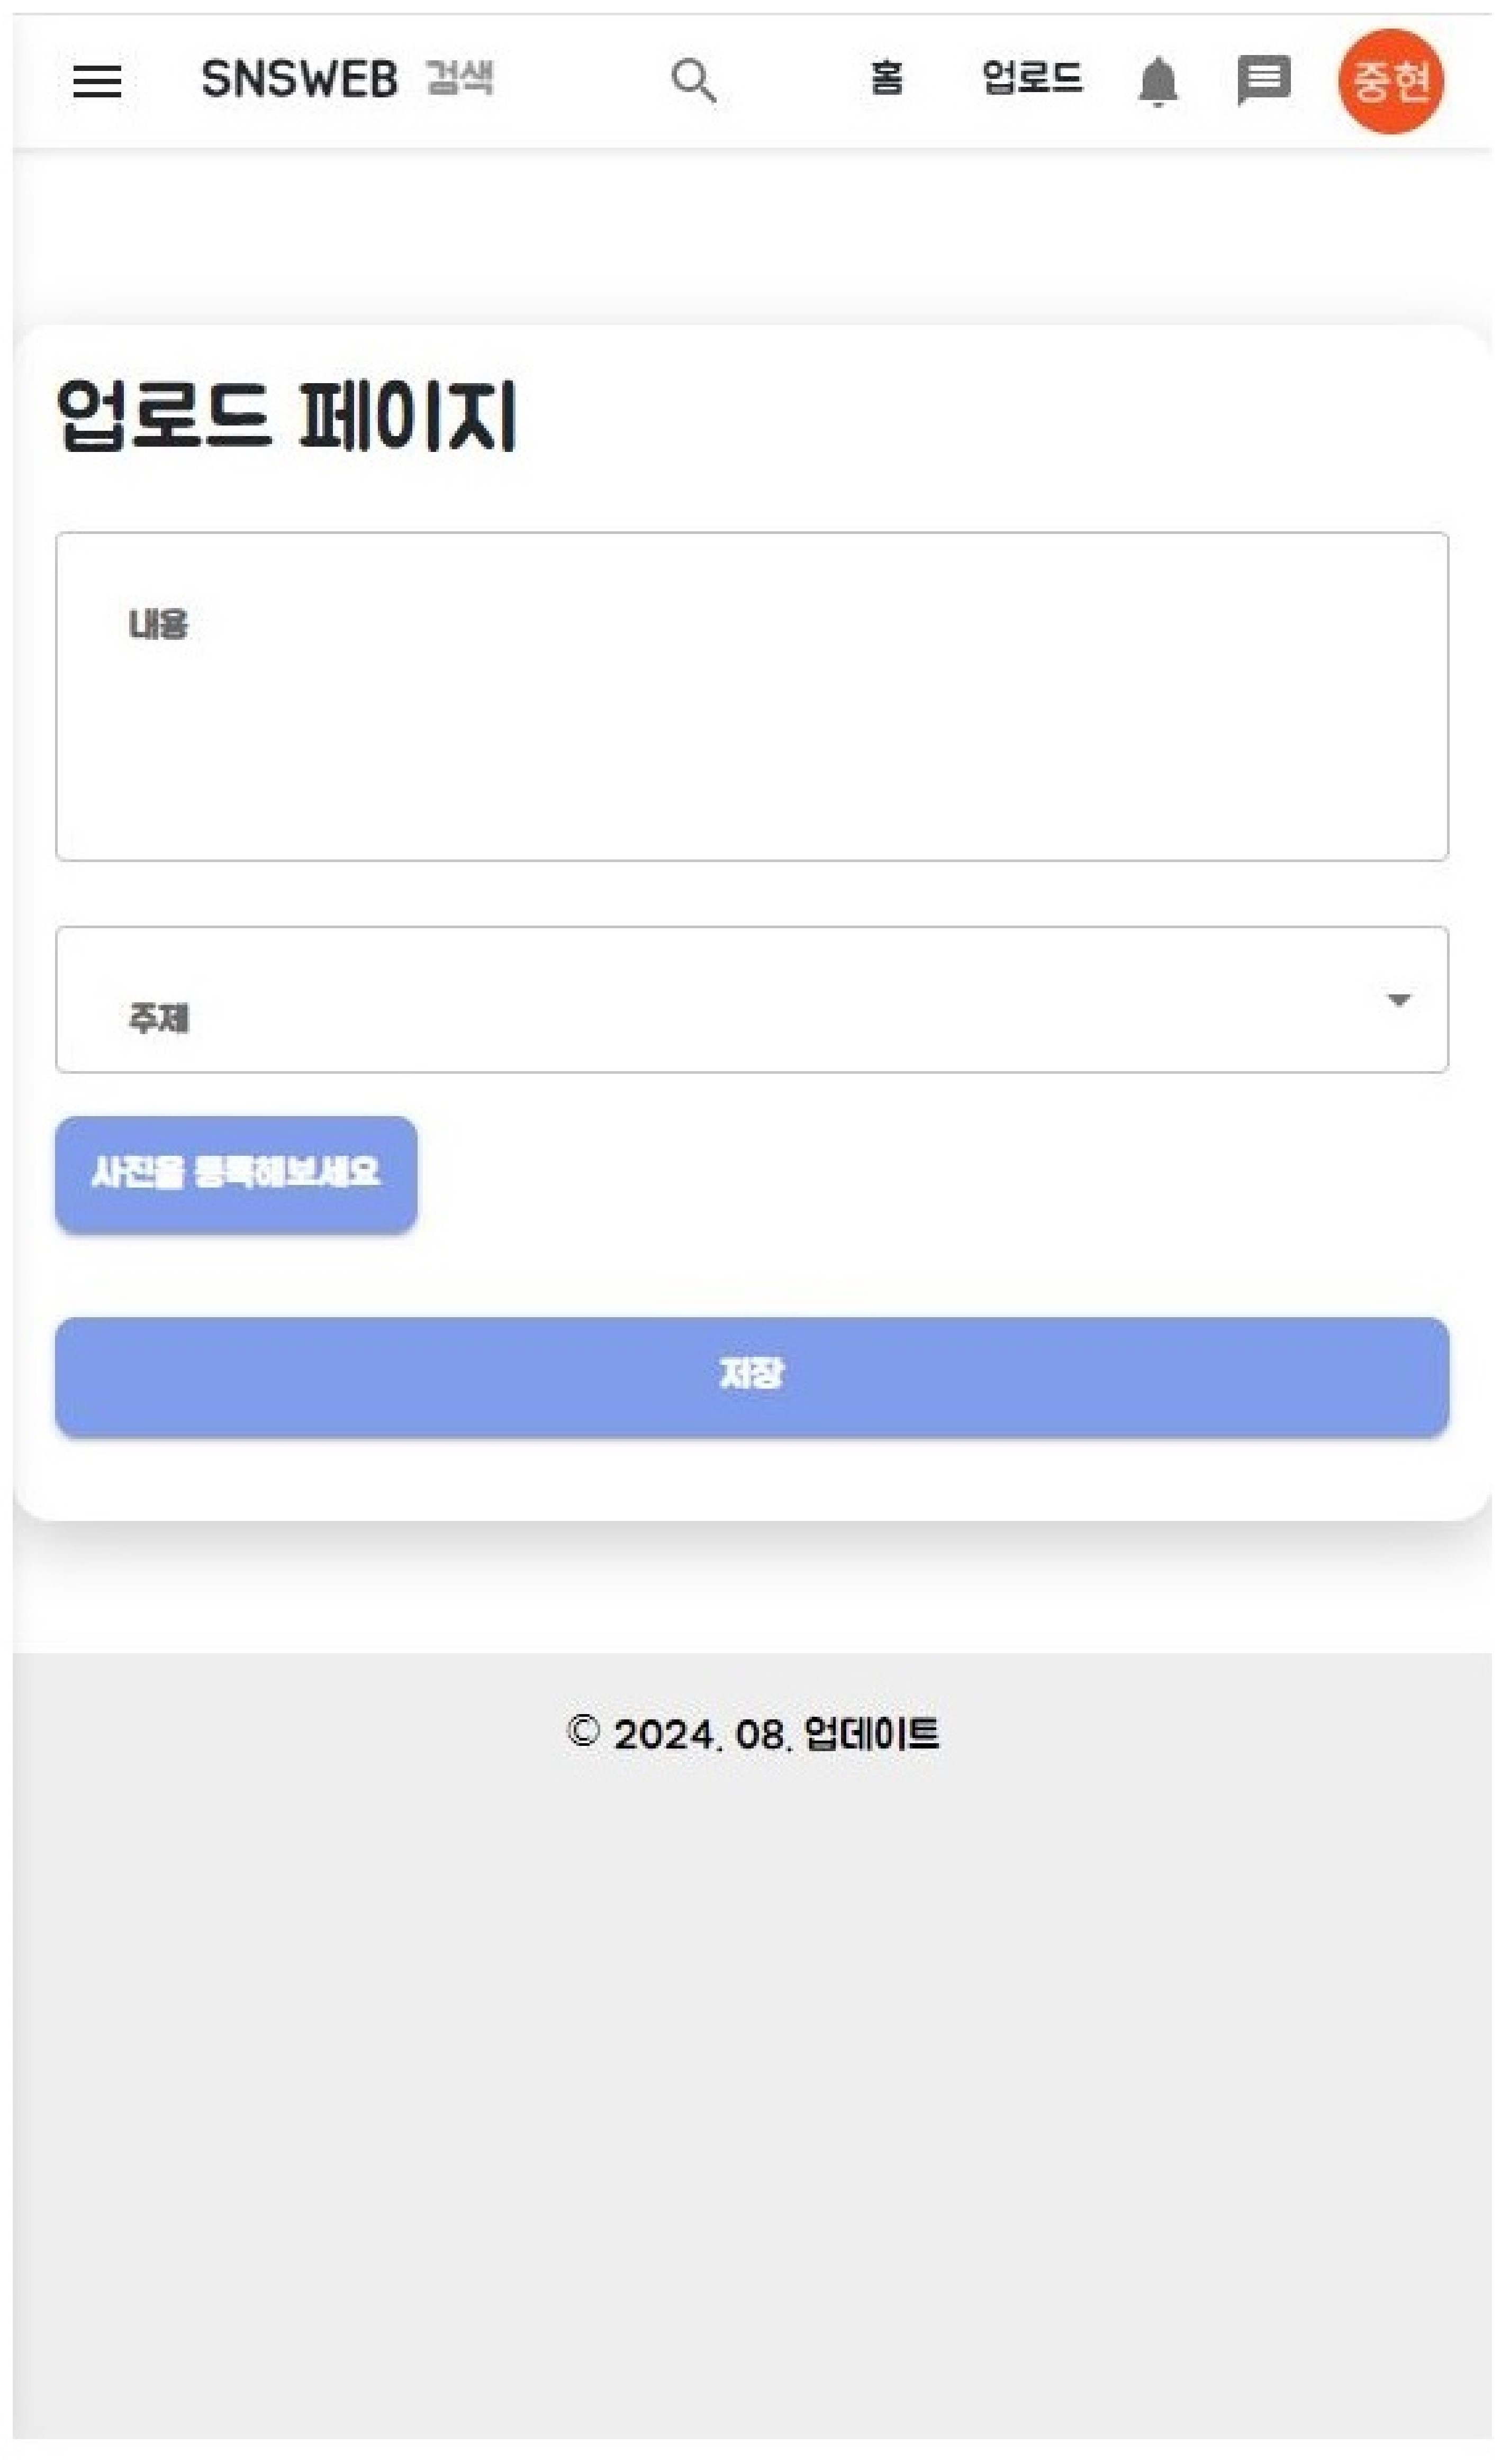 SNSWEB 검색 홈 업로드 중현
업로드 페이지
내용
주제
사진을 등록해보세요
저장
© 2024. 08. 업데이트